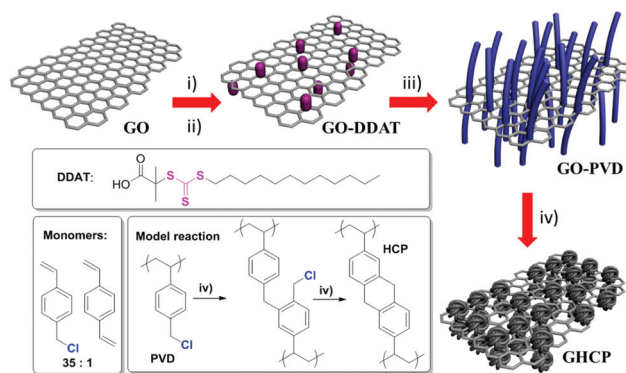 GO
i)
ii)
GO-DDAT
iii)
GO-PVD
DDAT:
HO
O
S
S
S
iv)
Monomers:
Cl
35 : 1
Model reaction
PVD
Cl
iv)
Cl
iv)
HCP
GHCP